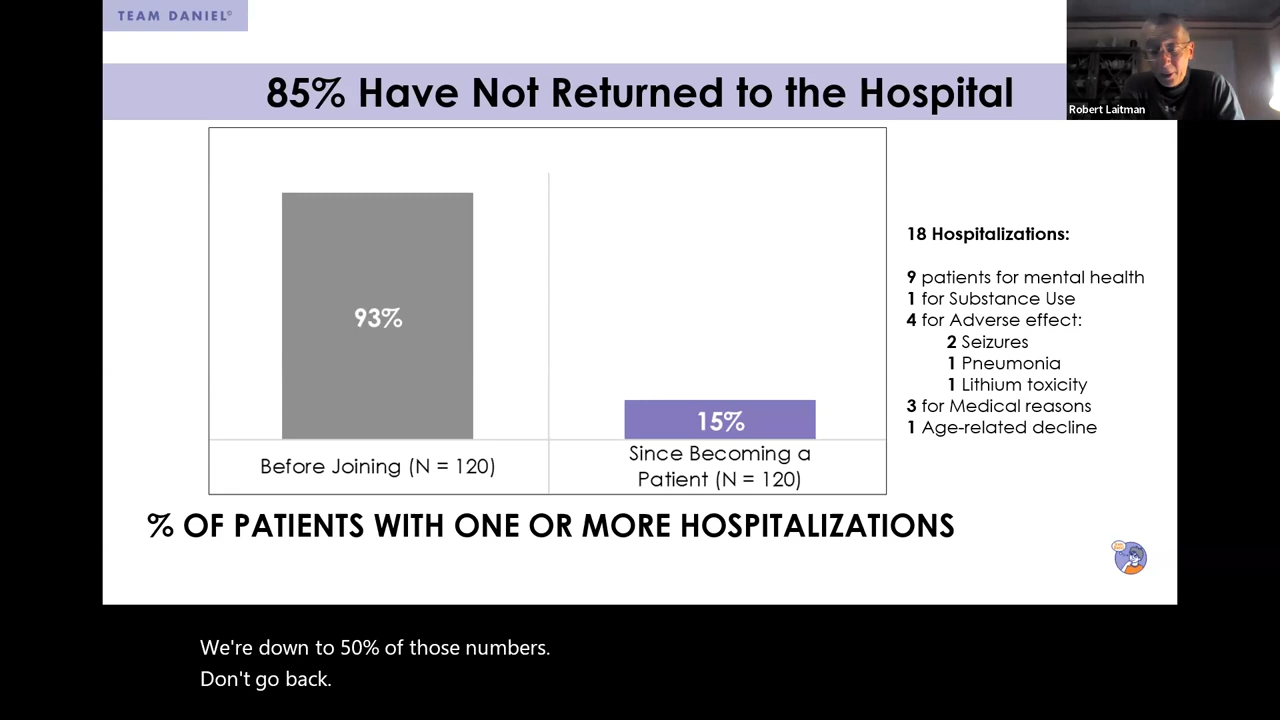 TEAM DANIEL©
85% Have Not Returned to the Hospital
Robert Laitman
93%
15%
Before Joining (N = 120)
Since Becoming a
Patient (N = 120)
18 Hospitalizations:
9 patients for mental health
1 for Substance Use
4 for Adverse effect:
2 Seizures
1 Pneumonia
1 Lithium toxicity
3 for Medical reasons
1 Age-related decline
% OF PATIENTS WITH ONE OR MORE HOSPITALIZATIONS
We're down to 50% of those numbers.
Don't go back.